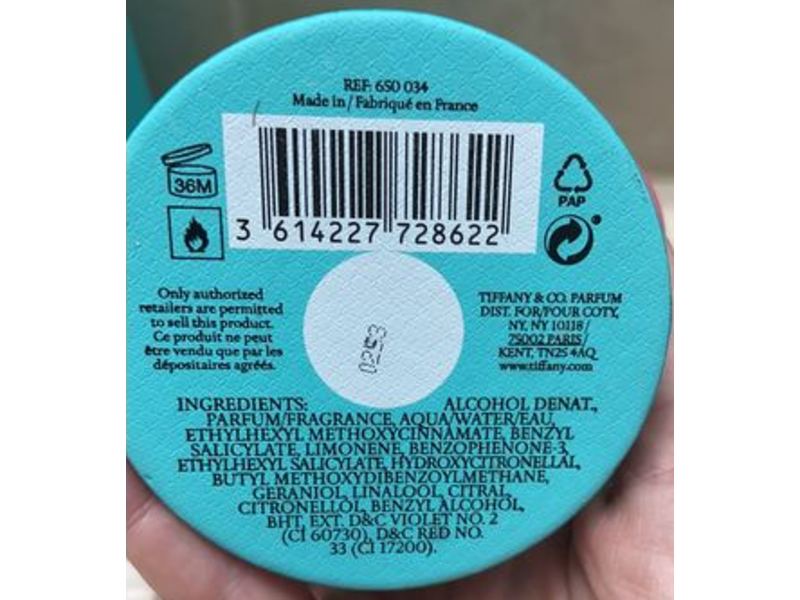 REF: 650 034
Made in / Fabriqué en France
36M
3 614227 728622
PAP
Only authorized
retailers are permitted
to sell this product.
Ce produit ne peut
être vendu que par les
dépositaires agréés.
0253
TIFFANY & CO. PARFUM
DIST. FOR/POUR COTY,
NY, NY 10118 /
75002 PARIS /
KENT, TN25 4AQ
www.tiffany.com
INGREDIENTS: ALCOHOL DENAT.,
PARFUM/FRAGRANCE, AQUA/WATER/EAU,
ETHYLHEXYL METHOXYCINNAMATE, BENZYL
SALICYLATE, LIMONENE, BENZOPHENONE-3,
ETHYLHEXYL SALICYLATE, HYDROXYCITRONELLAL,
BUTYL METHOXYDIBENZOYLMETHANE,
GERANIOL, LINALOOL, CITRAL,
CITRONELLOL, BENZYL ALCOHOL,
BHT, EXT. D&C VIOLET NO. 2
(CI 60730), D&C RED NO.
33 (CI 17200).